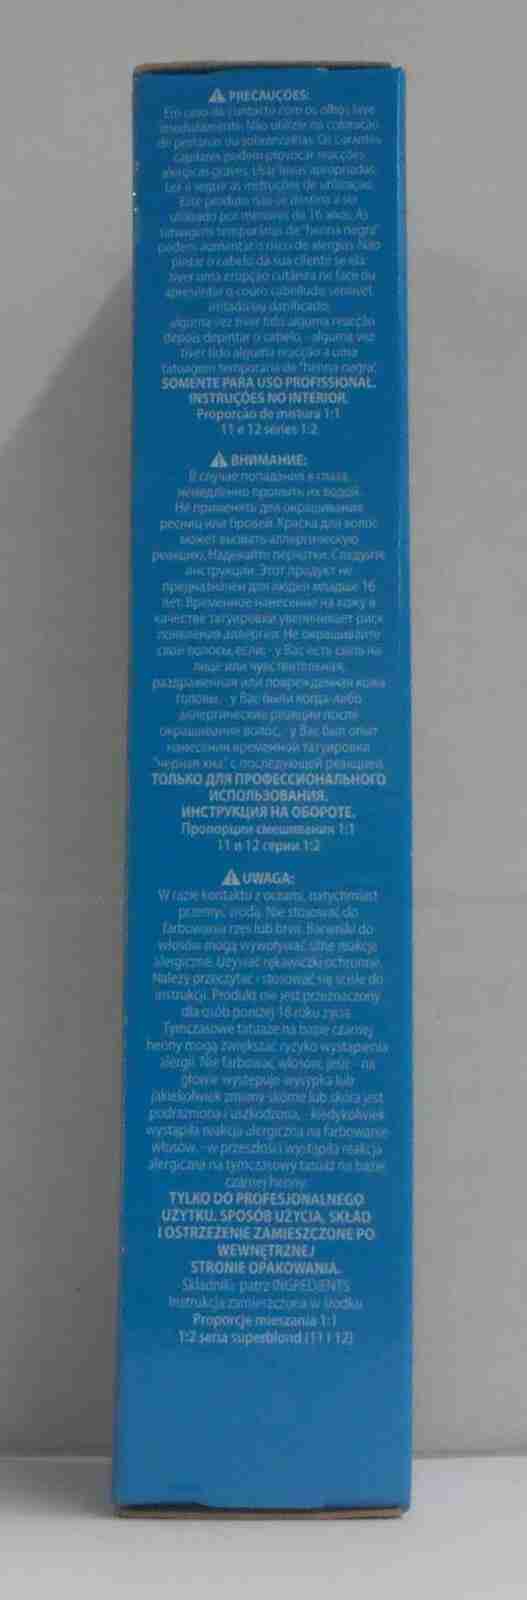 ⚠ PRECAUÇÕES:
Em caso de contacto com os olhos lave
imediatamente. Não utilizar na coloração
de pestanas ou sobrancelhas. Os corantes
capilares podem provocar reacções
alérgicas graves. Usar luvas apropriadas.
Ler e seguir as instruções de utilização.
Este produto não se destina a ser
utilizado por menores de 16 anos. As
tatuagens temporárias de "henna negra"
podem aumentar o risco de alergias. Não
pintar o cabelo da sua cliente se ela:
tiver uma erupção cutânea na face ou
apresentar o couro cabelludo sensível,
irritado ou danificado;
alguma vez tiver tido alguma reacção
depois de pintar o cabelo, - alguma vez
tiver tido alguma reacção a uma
tatuagem temporária de "henna negra".
SOMENTE PARA USO PROFISSIONAL.
INSTRUÇÕES NO INTERIOR.
Proporção de mistura 1:1
11 e 12 séries 1:2
⚠ ВНИМАНИЕ:
В случае попадания в глаза,
немедленно промыть их водой.
Не применять для окрашивания
ресниц или бровей. Краска для волос
может вызвать аллергическую
реакцию. Надевайте перчатки. Следуйте
инструкции. Этот продукт не
предназначен для людей младше 16
лет. Временное нанесение на кожу в
качестве татуировки увеличивает риск
появления аллергии. Не окрашивайте
свои волосы, если: - у Вас есть сыпь на
лице или чувствительная,
раздраженная или поврежденная кожа
головы, - у Вас были когда-либо
аллергические реакции после
окрашивания волос, - у Вас был опыт
нанесения временной татуировки
"черная хна" с последующей реакцией.
ТОЛЬКО ДЛЯ ПРОФЕССИОНАЛЬНОГО
ИСПОЛЬЗОВАНИЯ.
ИНСТРУКЦИЯ НА ОБОРОТЕ.
Пропорции смешивания 1:1
11 и 12 серии 1:2
⚠ UWAGA:
W razie kontaktu z oczami, natychmiast
przemyć wodą. Nie stosować do
farbowania rzęs lub brwi. Barwniki do
włosów mogą wywoływać silne reakcje
alergiczne. Używać rękawiczki ochronne.
Należy przeczytać i stosować się ściśle do
instrukcji. Produkt nie jest przeznaczony
dla osób poniżej 16 roku życia.
Tymczasowe tatuaże na bazie czarnej
henny mogą zwiększać ryzyko wystąpienia
alergii. Nie farbować włosów, jeśli: - na
głowie występuje wysypka lub
jakiekolwiek zmiany skórne lub skóra jest
podrażniona i uszkodzona, - kiedykolwiek
wystąpiła reakcja alergiczna na farbowanie
włosów, - w przeszłości wystąpiła reakcja
alergiczna na tymczasowy tatuaż na bazie
czarnej henny.
TYLKO DO PROFESJONALNEGO
UŻYTKU. SPOSÓB UŻYCIA, SKŁAD
I OSTRZEŻENIE ZAMIESZCZONE PO
WEWNĘTRZNEJ
STRONIE OPAKOWANIA.
Składniki: patrz INGREDIENTS
Instrukcja zamieszczona w środku
Proporcje mieszania 1:1
1:2 seria superblond (11 i 12)